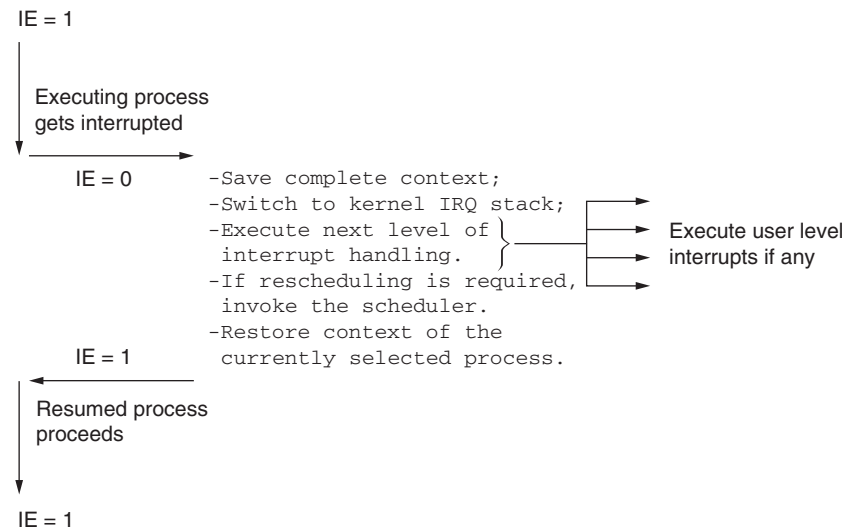 IE = 1
Executing process
gets interrupted
IE = 0
-Save complete context;
-Switch to kernel IRQ stack;
-Execute next level of
interrupt handling.
-If rescheduling is required,
invoke the scheduler.
-Restore context of the
currently selected process.
Execute user level
interrupts if any
IE = 1
Resumed process
proceeds
IE = 1